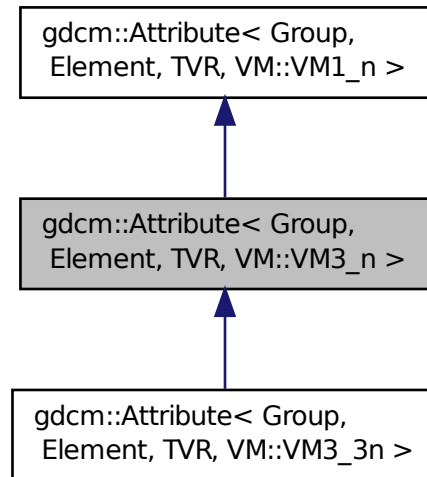 gdcm::Attribute< Group,
Element, TVR, VM::VM1_n >
gdcm::Attribute< Group,
Element, TVR, VM::VM3_n >
gdcm::Attribute< Group,
Element, TVR, VM::VM3_3n >